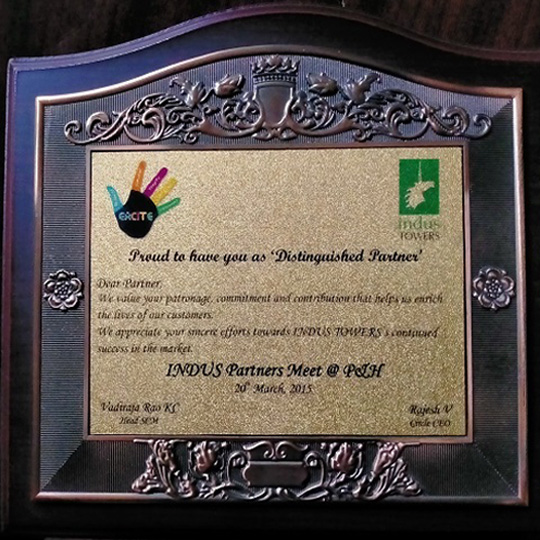 EXCITE
indus
TOWERS
Proud to have you as 'Distinguished Partner'
Dear Partner,
We value your patronage, commitment and contribution that helps us enrich
the lives of our customers.
We appreciate your sincere efforts towards INDUS TOWERS's continued
success in the market.
INDUS Partners Meet @ P&H
20th March, 2015
Vadiraja Rao KC Rajesh V
Head SCM Circle CEO